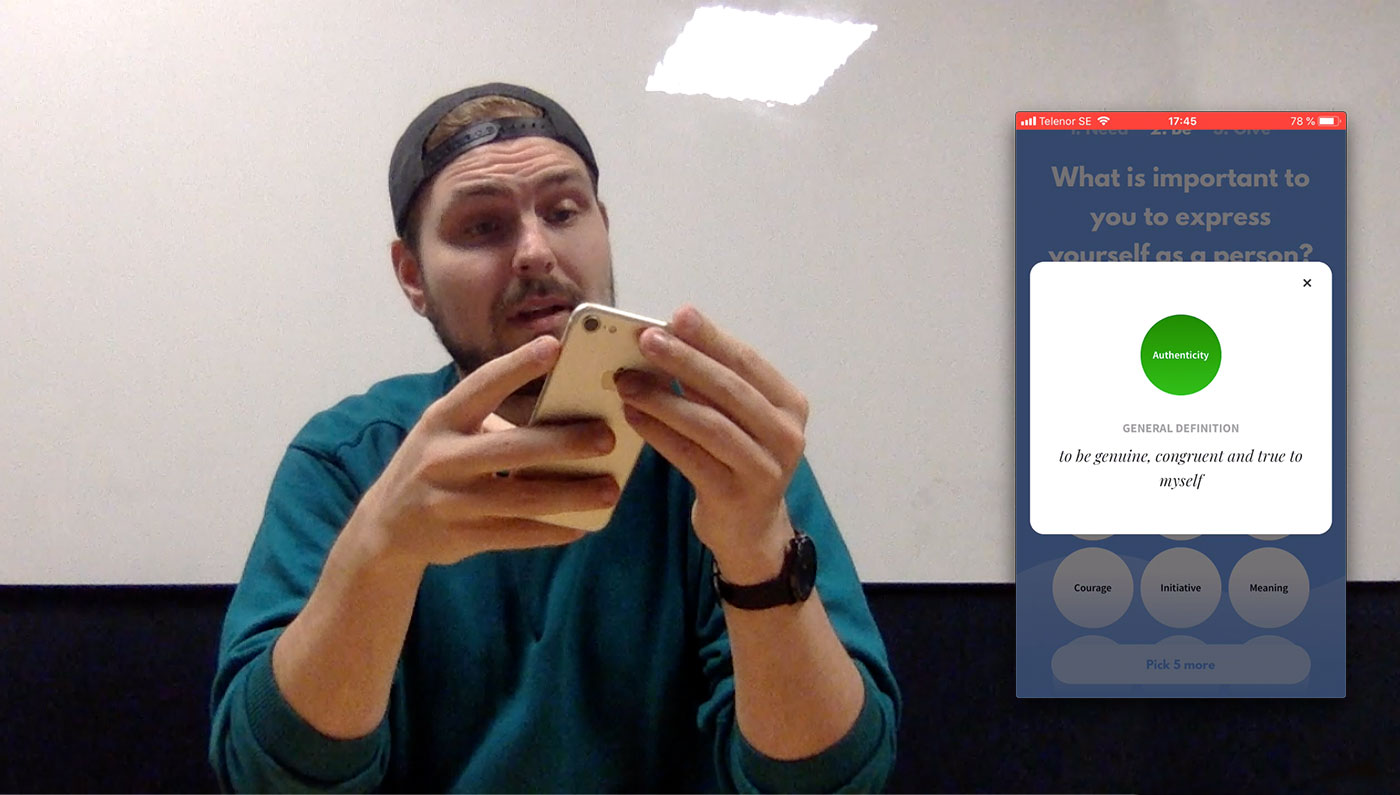 Telenor SE 17:45 78 %
1. Need 2. Be 3. Give
What is important to
you to express
yourself as a person?
×
Authenticity
GENERAL DEFINITION
to be genuine, congruent and true to
myself
Courage Initiative Meaning
Pick 5 more